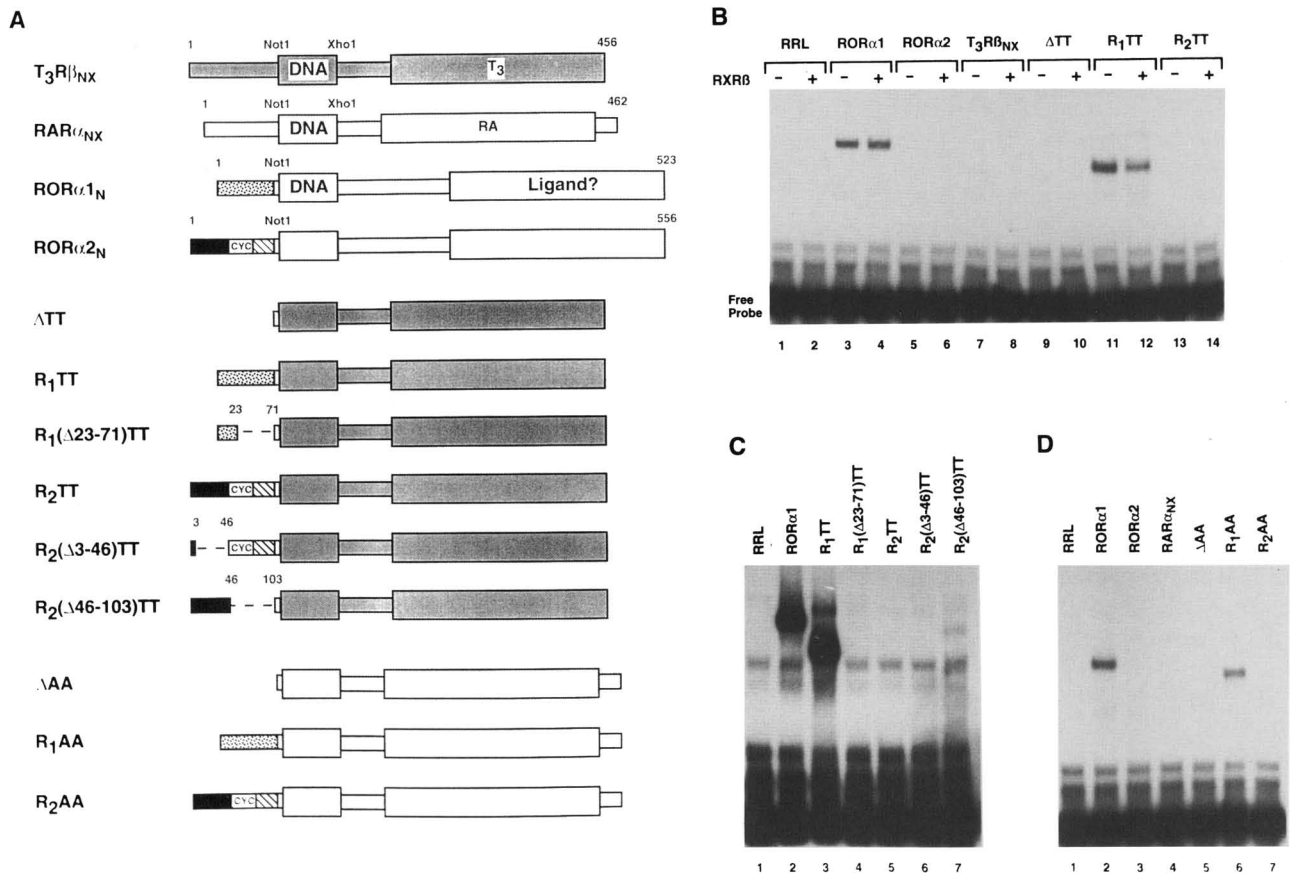 A
1 Not1 Xho1 456
T3RβNX DNA T3
1 Not1 Xho1 462
RARαNX DNA RA
1 Not1 523
RORα1N DNA Ligand?
1 Not1 556
RORα2N CYC
ΔTT
R1TT
23 71
R1(Δ23-71)TT
R2TT CYC
3 46
R2(Δ3-46)TT CYC
46 103
R2(Δ46-103)TT
ΔAA
R1AA
R2AA CYC
B
RRL RORα1 RORα2 T3RβNX ΔTT R1TT R2TT
RXRß - + - + - + - + - + - + - +
Free
Probe
1 2 3 4 5 6 7 8 9 10 11 12 13 14
C
RRL
RORα1
R1TT
R1(Δ23-71)TT
R2TT
R2(Δ3-46)TT
R2(Δ46-103)TT
1 2 3 4 5 6 7
D
RRL
RORα1
RORα2
RARαNX
ΔAA
R1AA
R2AA
1 2 3 4 5 6 7